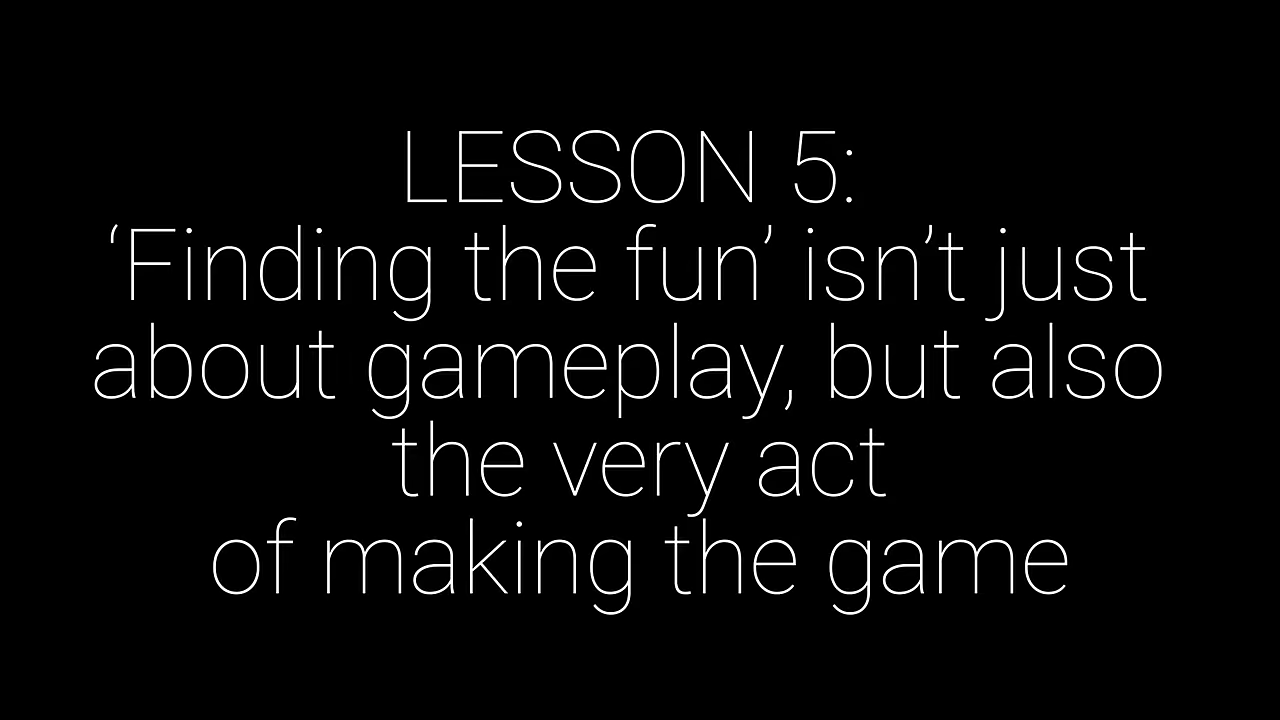 LESSON 5:
‘Finding the fun’ isn’t just
about gameplay, but also
the very act
of making the game